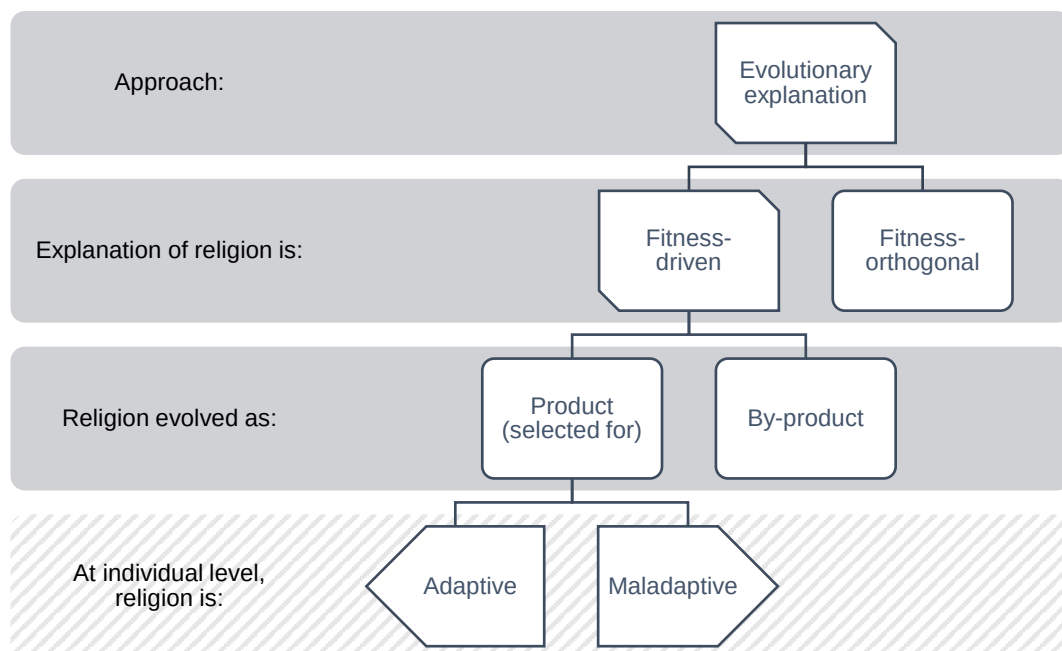 Approach:
Evolutionary
explanation
Explanation of religion is:
Fitness-
driven
Fitness-
orthogonal
Religion evolved as:
Product
(selected for)
By-product
At individual level,
religion is:
Adaptive
Maladaptive